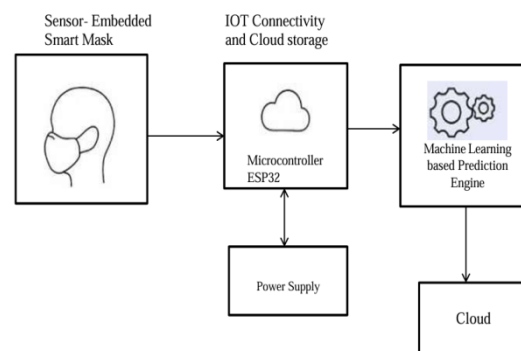 Sensor- Embedded
Smart Mask
IOT Connectivity
and Cloud storage
Microcontroller
ESP32
Machine Learning
based Prediction
Engine
Power Supply
Cloud